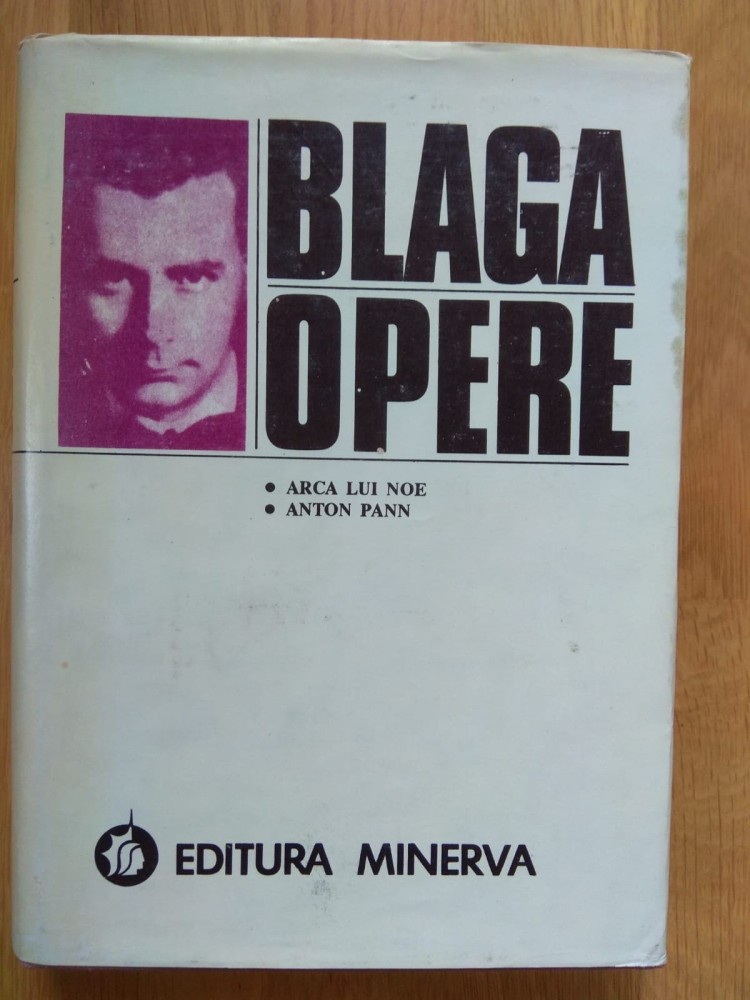 BLAGA
OPERE
• ARCA LUI NOE
• ANTON PANN
EDITURA MINERVA